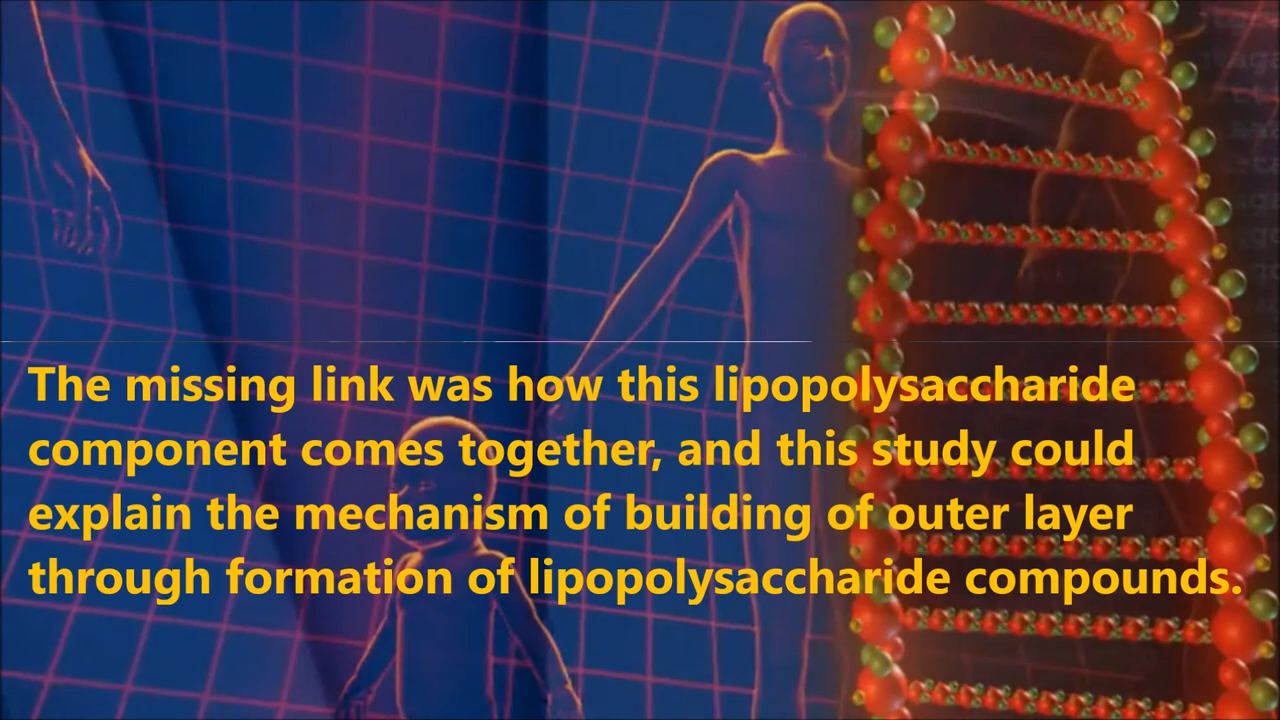 The missing link was how this lipopolysaccharide
component comes together, and this study could
explain the mechanism of building of outer layer
through formation of lipopolysaccharide compounds.